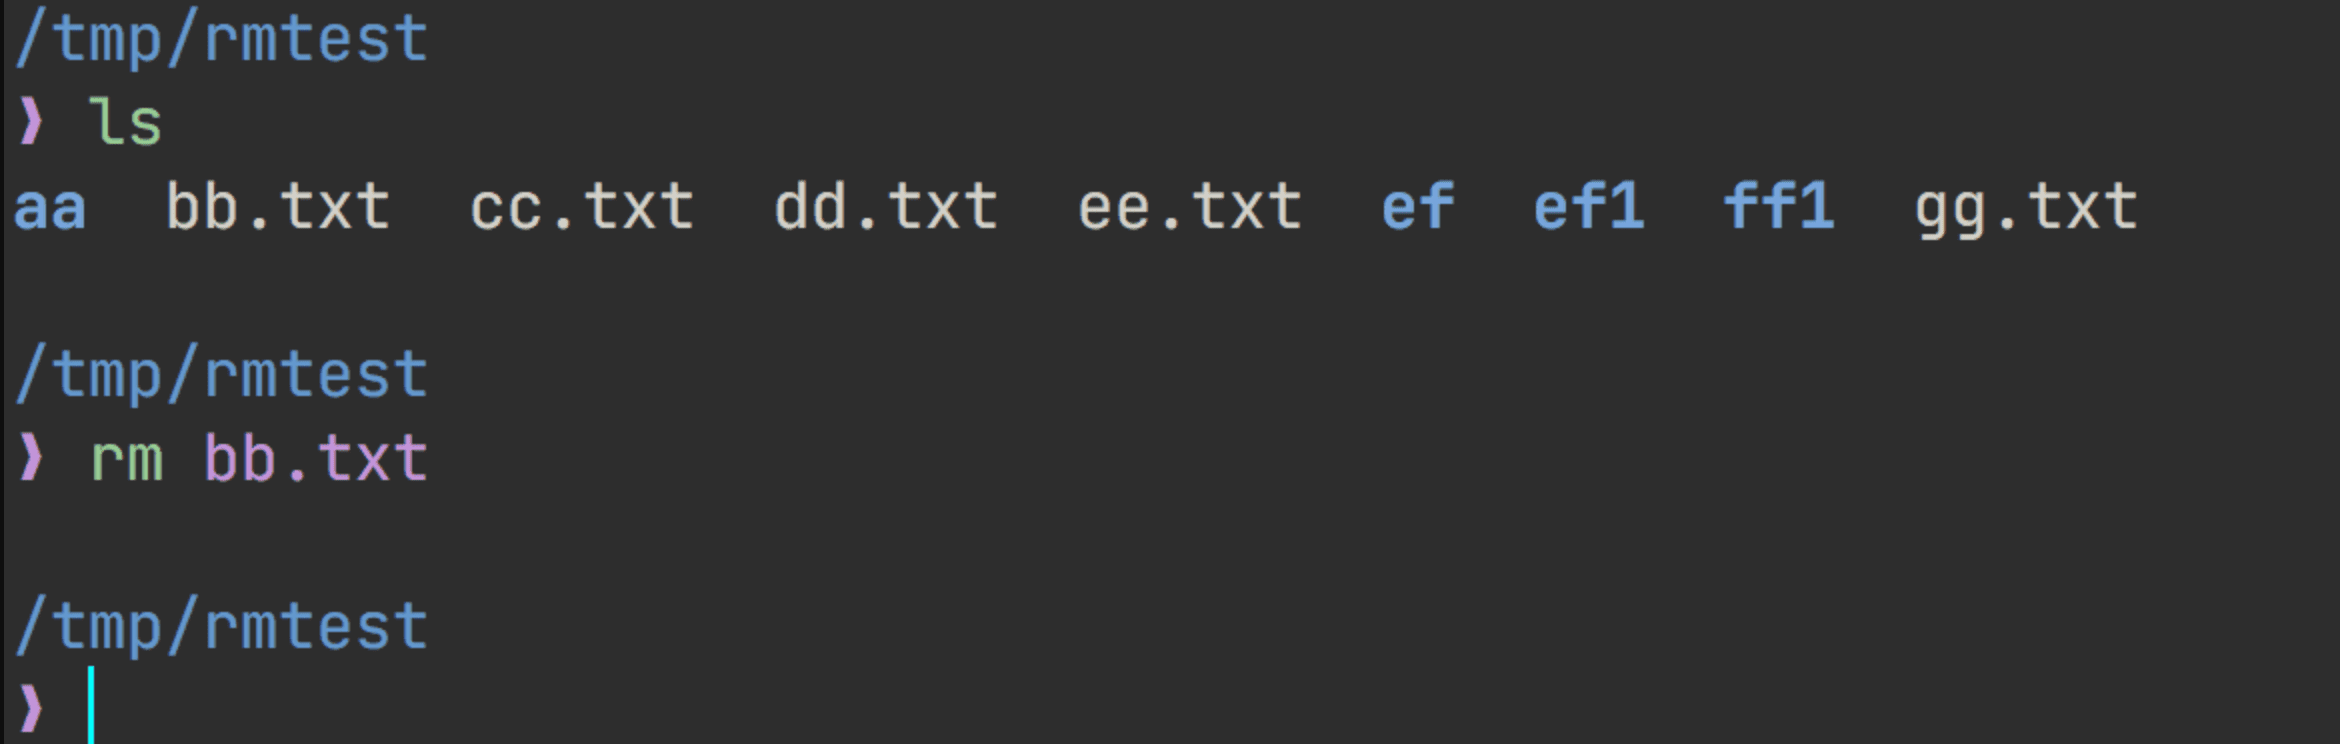 /tmp/rmtest
❯ ls
aa  bb.txt  cc.txt  dd.txt  ee.txt  ef  ef1  ff1  gg.txt
/tmp/rmtest
❯ rm bb.txt
/tmp/rmtest
❯